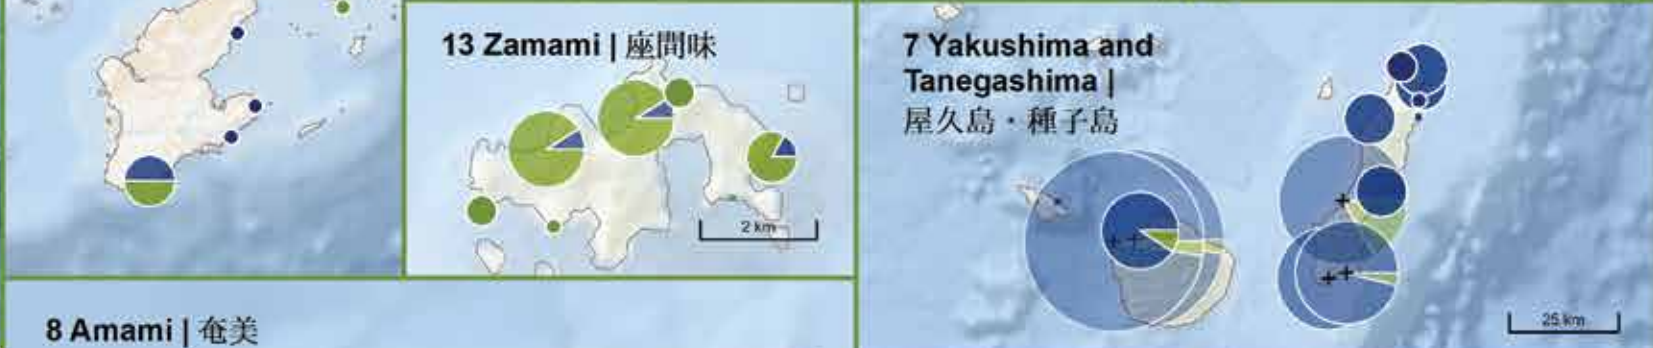 13 Zamami | 座間味
2 km
7 Yakushima and
Tanegashima |
屋久島・種子島
25 km
8 Amami | 奄美